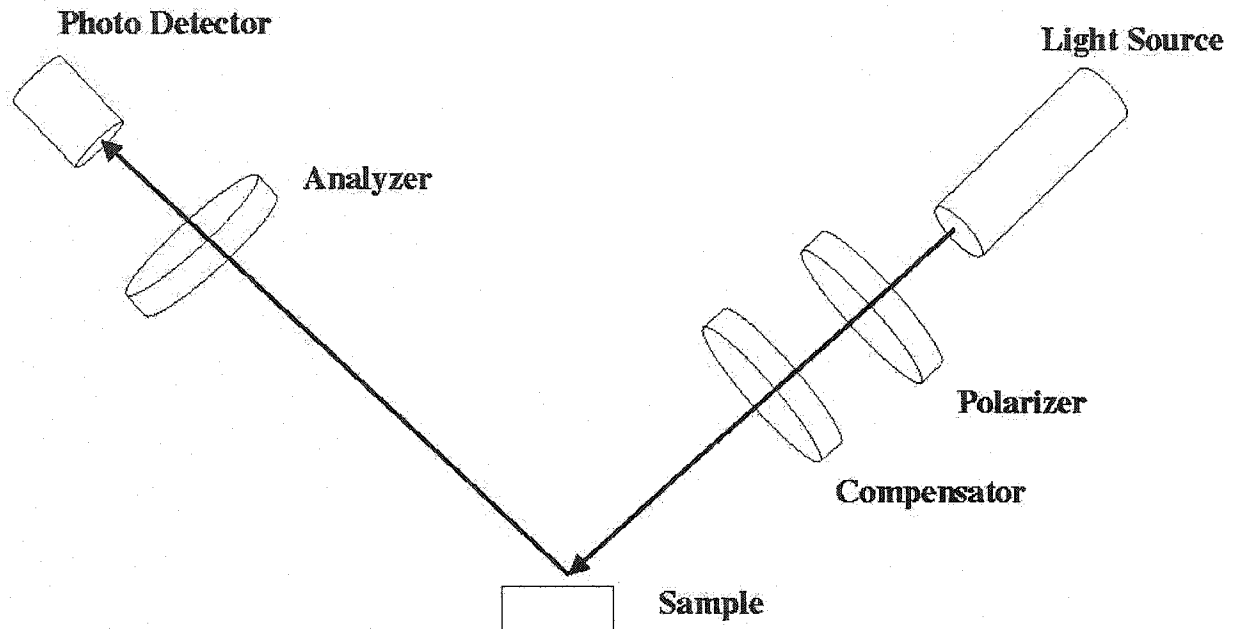 Photo Detector
Light Source
Analyzer
Polarizer
Compensator
Sample